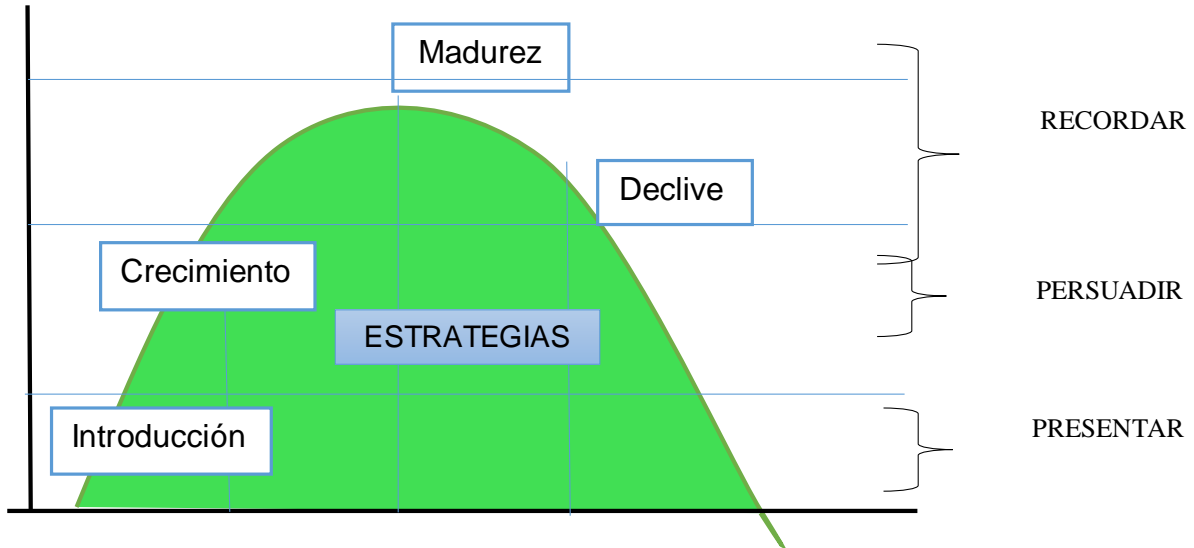 Madurez
RECORDAR
Declive
Crecimiento
PERSUADIR
ESTRATEGIAS
Introducción
PRESENTAR